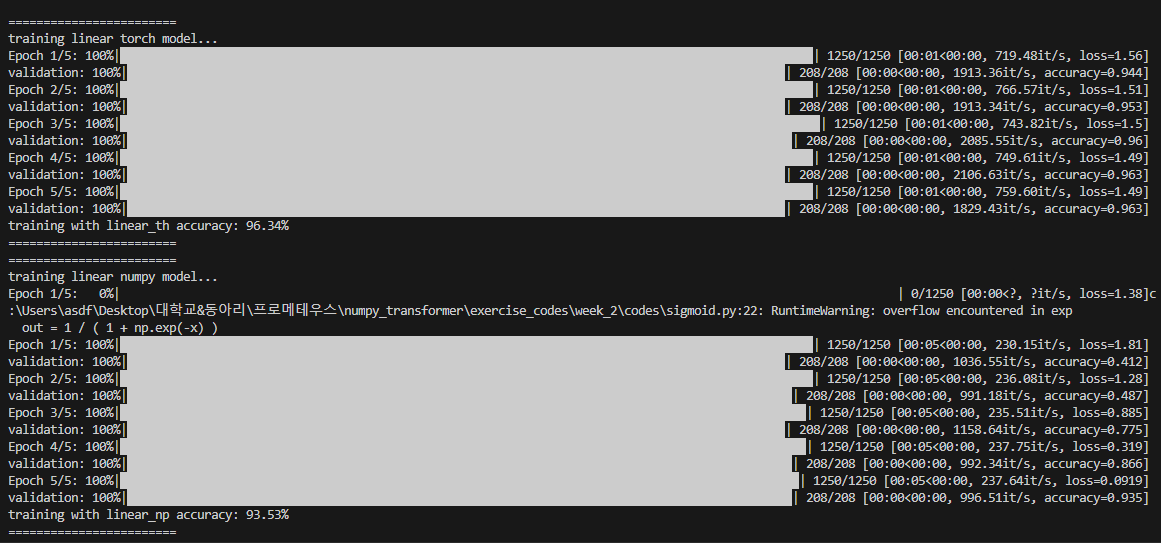 =========================
training linear torch model...
Epoch 1/5: 100%|| 1250/1250 [00:01<00:00, 719.48it/s, loss=1.56]
validation: 100%|| 208/208 [00:00<00:00, 1913.36it/s, accuracy=0.944]
Epoch 2/5: 100%|| 1250/1250 [00:01<00:00, 766.57it/s, loss=1.51]
validation: 100%|| 208/208 [00:00<00:00, 1913.34it/s, accuracy=0.953]
Epoch 3/5: 100%|| 1250/1250 [00:01<00:00, 743.82it/s, loss=1.5]
validation: 100%|| 208/208 [00:00<00:00, 2085.55it/s, accuracy=0.96]
Epoch 4/5: 100%|| 1250/1250 [00:01<00:00, 749.61it/s, loss=1.49]
validation: 100%|| 208/208 [00:00<00:00, 2106.63it/s, accuracy=0.963]
Epoch 5/5: 100%|| 1250/1250 [00:01<00:00, 759.60it/s, loss=1.49]
validation: 100%|| 208/208 [00:00<00:00, 1829.43it/s, accuracy=0.963]
training with linear_th accuracy: 96.34%
=========================
=========================
training linear numpy model...
Epoch 1/5:   0%|| 0/1250 [00:00<?, ?it/s, loss=1.38]c
:\Users\asdf\Desktop\대학교&동아리\프로메테우스\numpy_transformer\exercise_codes\week_2\codes\sigmoid.py:22: RuntimeWarning: overflow encountered in exp
  out = 1 / ( 1 + np.exp(-x) )
Epoch 1/5: 100%|| 1250/1250 [00:05<00:00, 230.15it/s, loss=1.81]
validation: 100%|| 208/208 [00:00<00:00, 1036.55it/s, accuracy=0.412]
Epoch 2/5: 100%|| 1250/1250 [00:05<00:00, 236.08it/s, loss=1.28]
validation: 100%|| 208/208 [00:00<00:00, 991.18it/s, accuracy=0.487]
Epoch 3/5: 100%|| 1250/1250 [00:05<00:00, 235.51it/s, loss=0.885]
validation: 100%|| 208/208 [00:00<00:00, 1158.64it/s, accuracy=0.775]
Epoch 4/5: 100%|| 1250/1250 [00:05<00:00, 237.75it/s, loss=0.319]
validation: 100%|| 208/208 [00:00<00:00, 992.34it/s, accuracy=0.866]
Epoch 5/5: 100%|| 1250/1250 [00:05<00:00, 237.64it/s, loss=0.0919]
validation: 100%|| 208/208 [00:00<00:00, 996.51it/s, accuracy=0.935]
training with linear_np accuracy: 93.53%
=========================